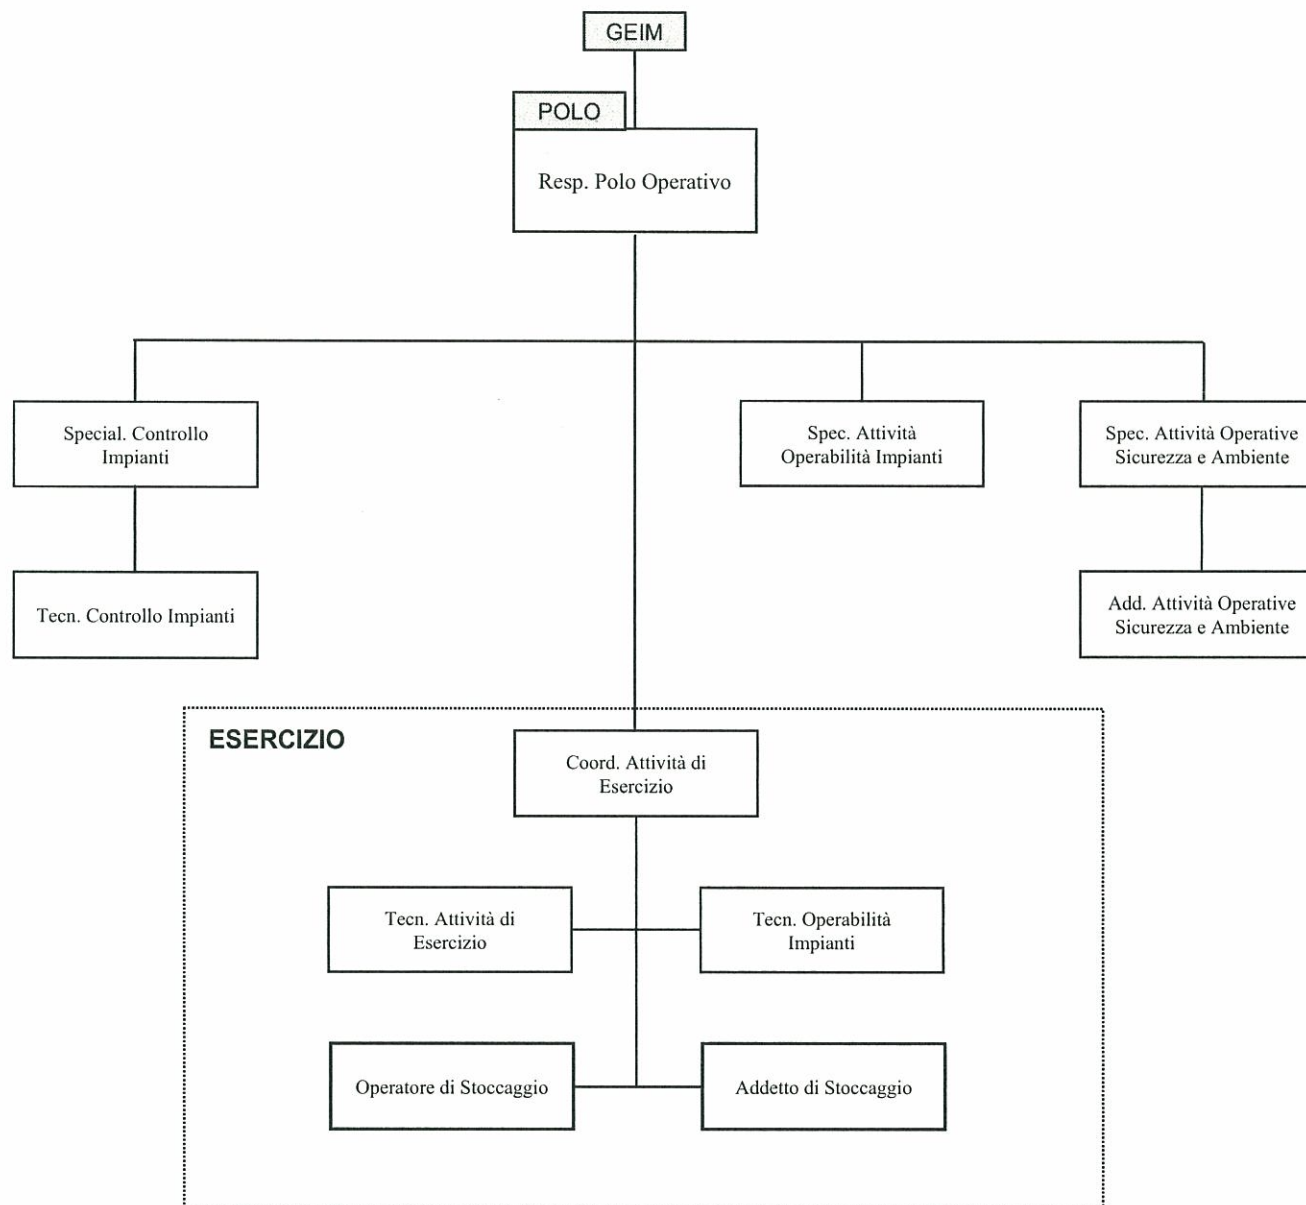 GEIM
POLO
Resp. Polo Operativo
Special. Controllo
Impianti
Spec. Attività
Operabilità Impianti
Spec. Attività Operative
Sicurezza e Ambiente
Tecn. Controllo Impianti
Add. Attività Operative
Sicurezza e Ambiente
ESERCIZIO
Coord. Attività di
Esercizio
Tecn. Attività di
Esercizio
Tecn. Operabilità
Impianti
Operatore di Stoccaggio
Addetto di Stoccaggio